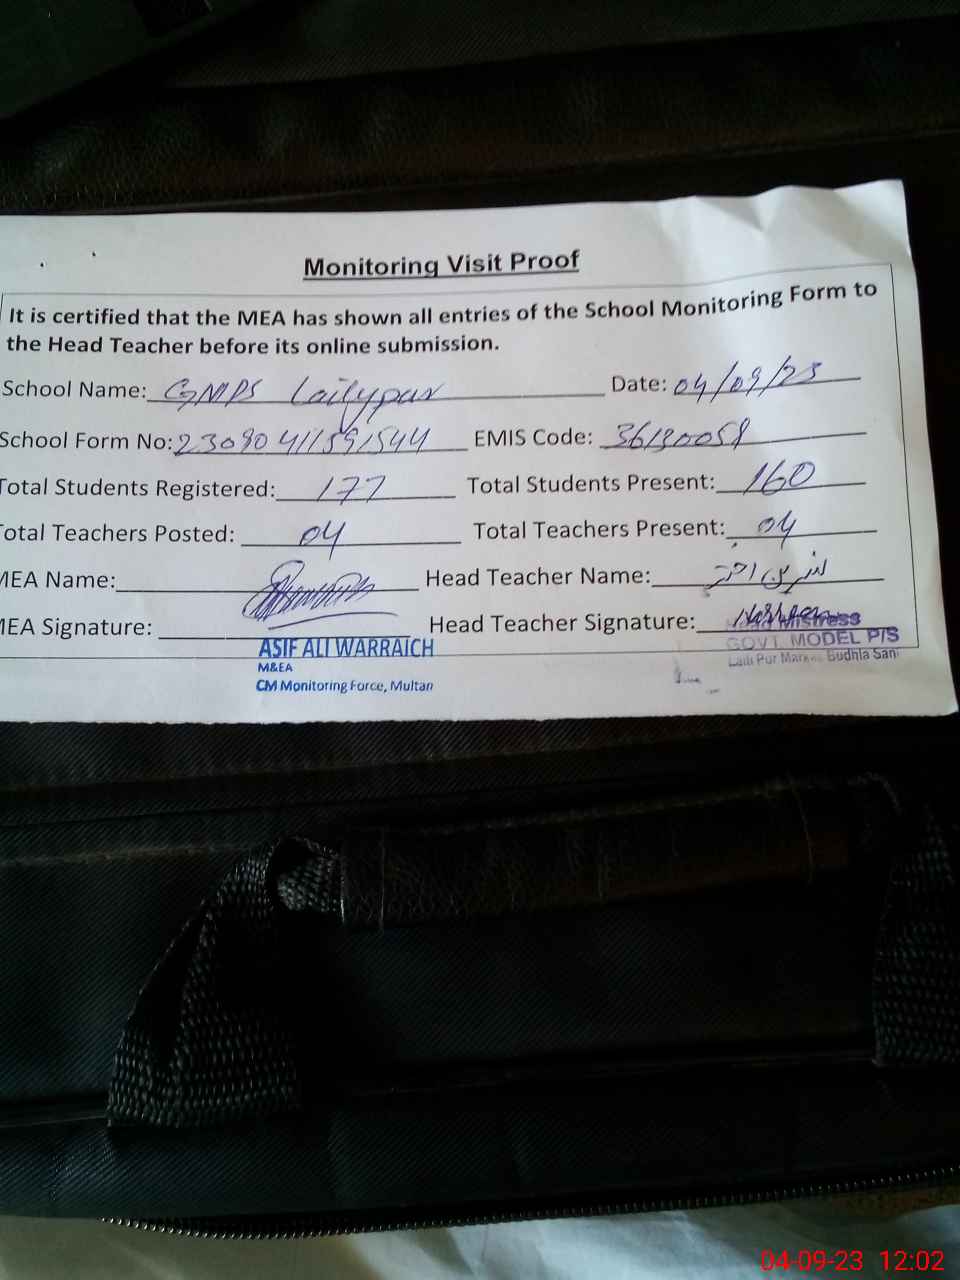 Monitoring Visit Proof
It is certified that the MEA has shown all entries of the School Monitoring Form to
the Head Teacher before its online submission.
School Name: GMPS Lailypur Date: 04/09/23
School Form No: EMIS Code:
Total Students Registered: 177 Total Students Present: 160
Total Teachers Posted: 04 Total Teachers Present: 04
MEA Name: Head Teacher Name:
MEA Signature: Head Teacher Signature:
ASIF ALI WARRAICH Mistress
M&EA GOVT. MODEL P/S
CM Monitoring Force, Multan Pur Budhla Sant
04-09-23 12:02